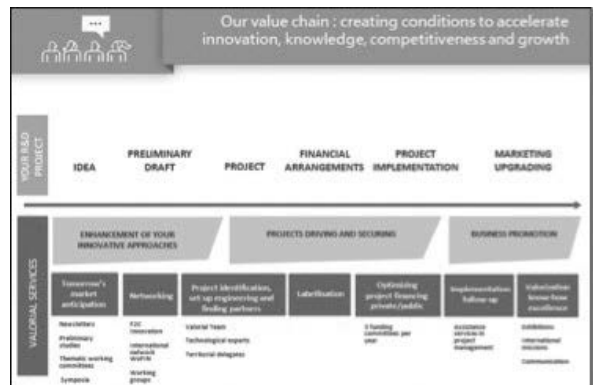 Our value chain : creating conditions to accelerate
innovation, knowledge, competitiveness and growth
YOUR R&D
PROJECT
IDEA
PRELIMINARY
DRAFT
PROJECT
FINANCIAL
ARRANGEMENTS
PROJECT
IMPLEMENTATION
MARKETING
UPGRADING
VALORIAL SERVICES
ENHANCEMENT OF YOUR
INNOVATIVE APPROACHES
PROJECTS DRIVING AND SECURING
BUSINESS PROMOTION
Tomorrow's
market
anticipation
Networking
Project identification,
set up engineering and
finding partners
Labellisation
Optimizing
project financing
private/public
Implementation
follow-up
Valorization
know-how
excellence
Newsletters
Preliminary
studies
Thematic working
committees
Symposia
Innovation
International
network
Working
groups
Valorial Team
Technological experts
Territorial delegates
3 funding
committees per
year
Assistance
services in
project
management
Exhibitions
International
missions
Communication